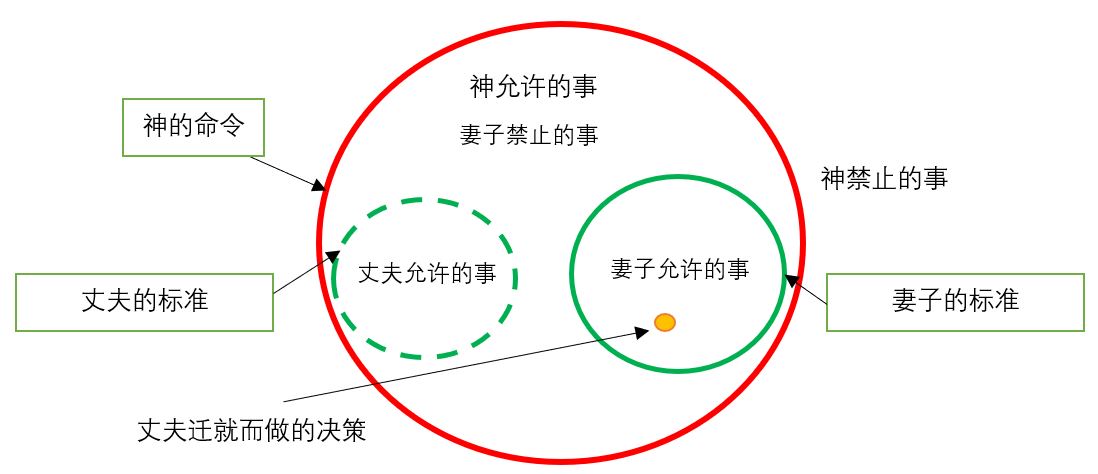 神允许的事
妻子禁止的事
神的命令
神禁止的事
丈夫允许的事
妻子允许的事
丈夫的标准
妻子的标准
丈夫迁就而做的决策